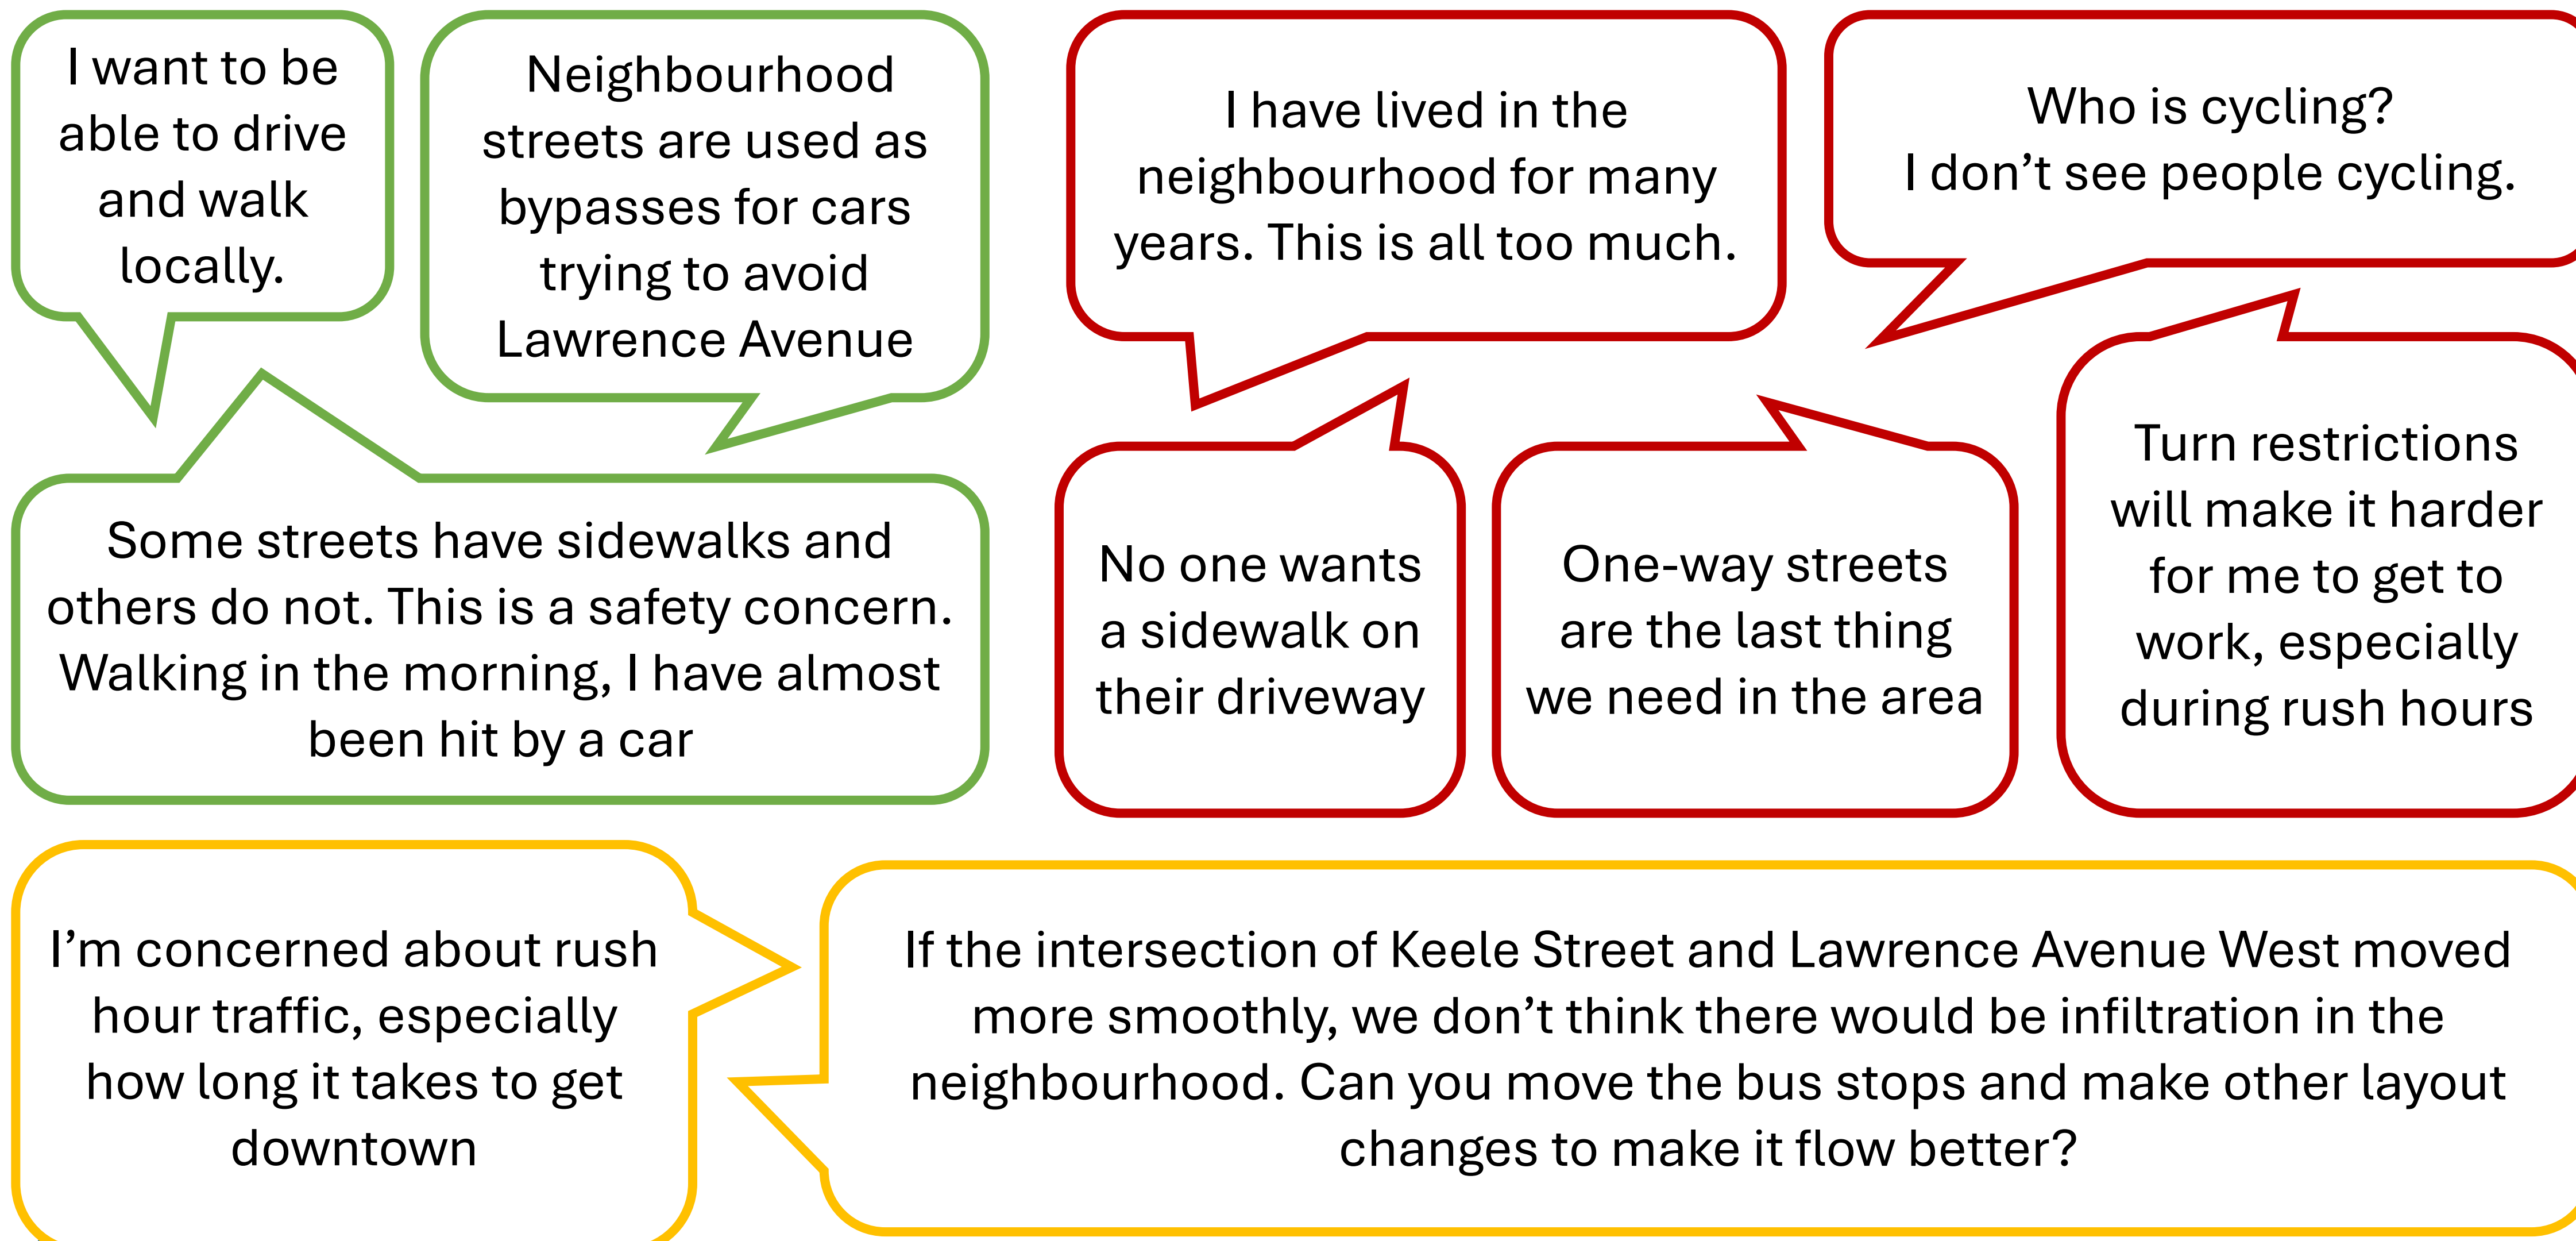 I want to be
able to drive
and walk
locally.
Neighbourhood
streets are used as
bypasses for cars
trying to avoid
Lawrence Avenue
Some streets have sidewalks and
others do not. This is a safety concern.
Walking in the morning, I have almost
been hit by a car
I have lived in the
neighbourhood for many
years. This is all too much.
Who is cycling?
I don’t see people cycling.
No one wants
a sidewalk on
their driveway
One-way streets
are the last thing
we need in the area
Turn restrictions
will make it harder
for me to get to
work, especially
during rush hours
I’m concerned about rush
hour traffic, especially
how long it takes to get
downtown
If the intersection of Keele Street and Lawrence Avenue West moved
more smoothly, we don’t think there would be infiltration in the
neighbourhood. Can you move the bus stops and make other layout
changes to make it flow better?